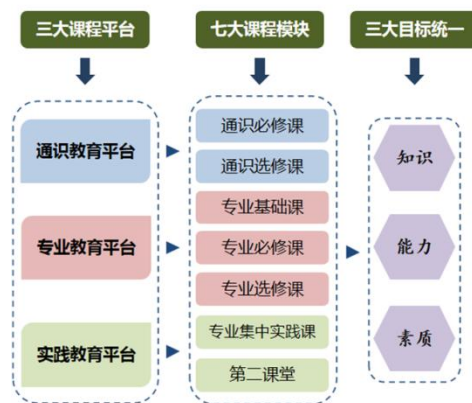 三大课程平台
七大课程模块
三大目标统一
通识教育平台
专业教育平台
实践教育平台
通识必修课
通识选修课
专业基础课
专业必修课
专业选修课
专业集中实践课
第二课堂
知识
能力
素质